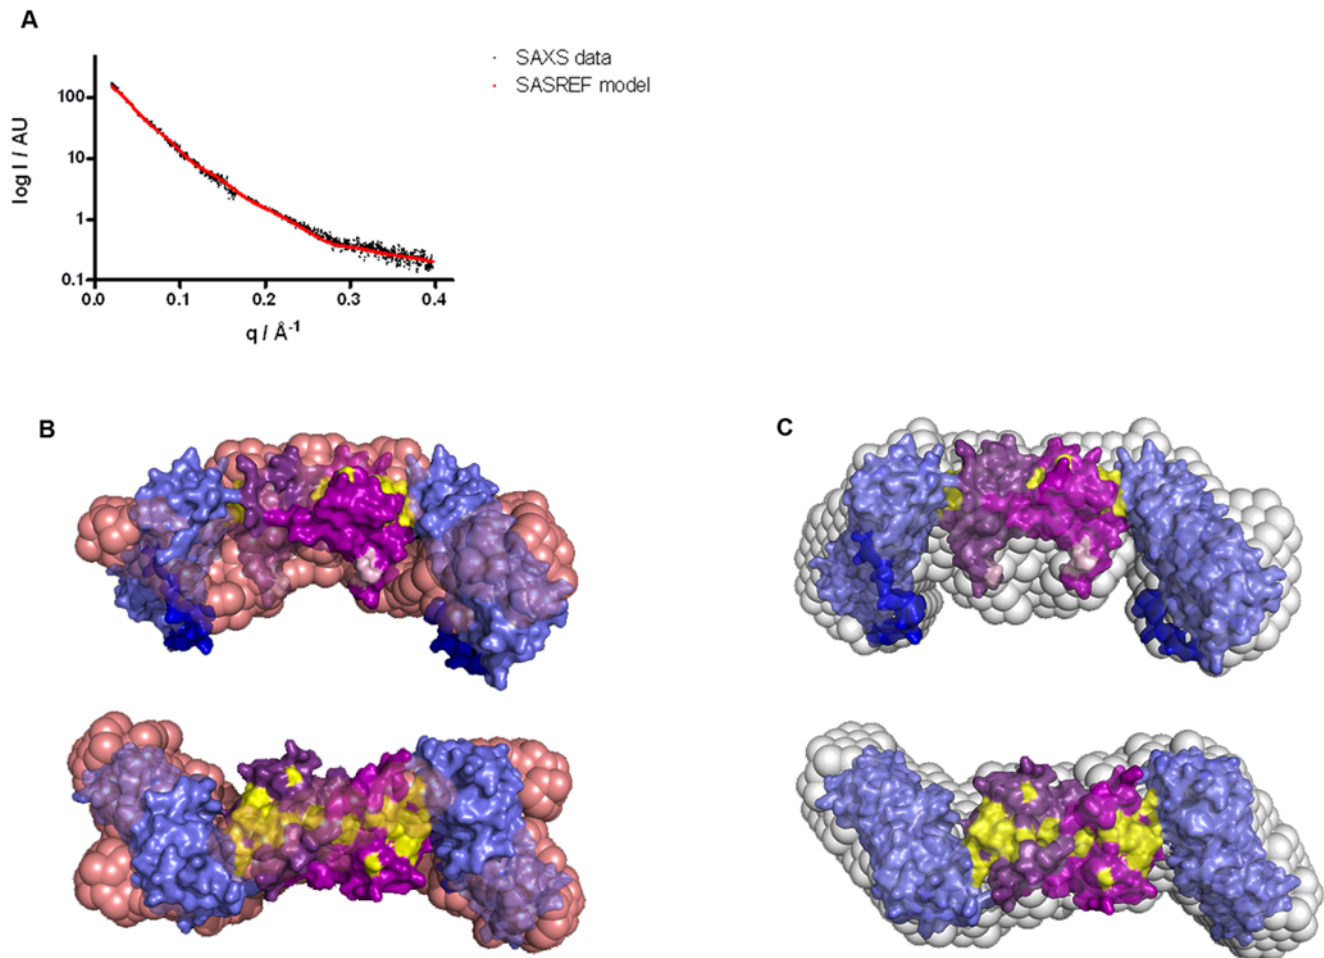 A
SAXS data
SASREF model
log I / AU
100
10
1
0.1
0.0
0.1
0.2
0.3
0.4
q / Å⁻¹
B
C